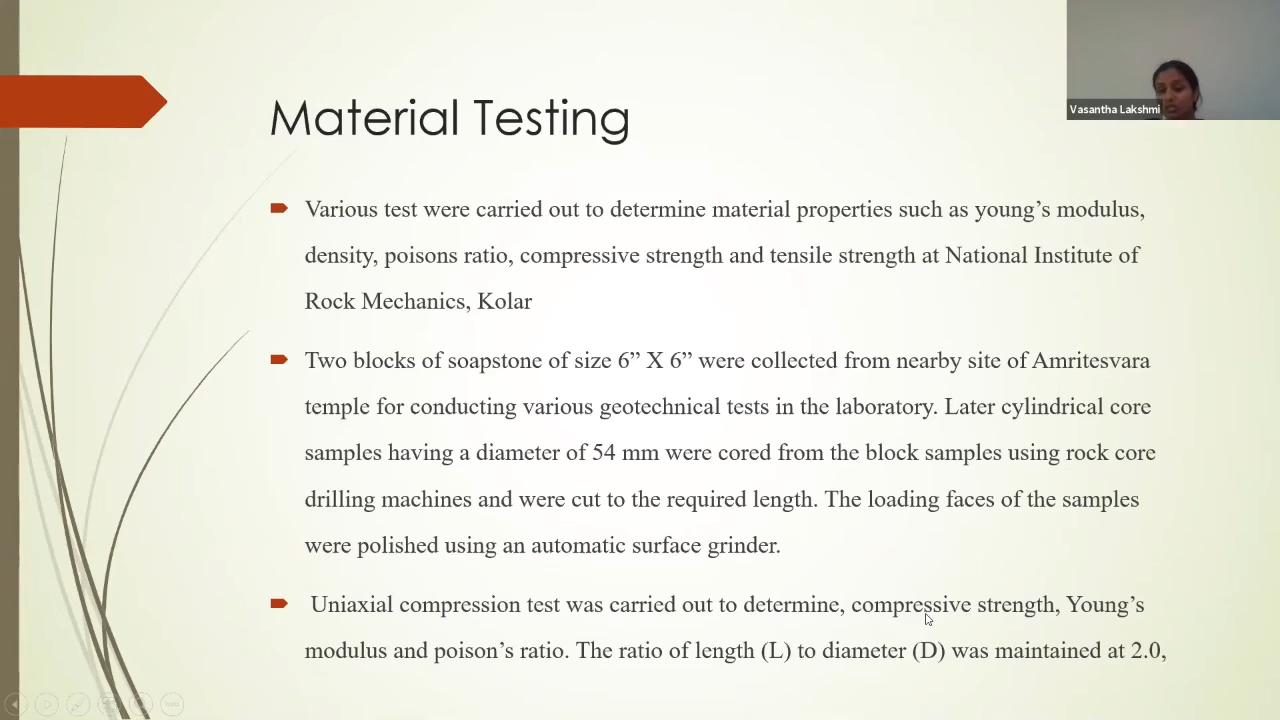 Vasantha Lakshmi
Material Testing
Various test were carried out to determine material properties such as young’s modulus,
density, poisons ratio, compressive strength and tensile strength at National Institute of
Rock Mechanics, Kolar
Two blocks of soapstone of size 6” X 6” were collected from nearby site of Amritesvara
temple for conducting various geotechnical tests in the laboratory. Later cylindrical core
samples having a diameter of 54 mm were cored from the block samples using rock core
drilling machines and were cut to the required length. The loading faces of the samples
were polished using an automatic surface grinder.
Uniaxial compression test was carried out to determine, compressive strength, Young’s
modulus and poison’s ratio. The ratio of length (L) to diameter (D) was maintained at 2.0,